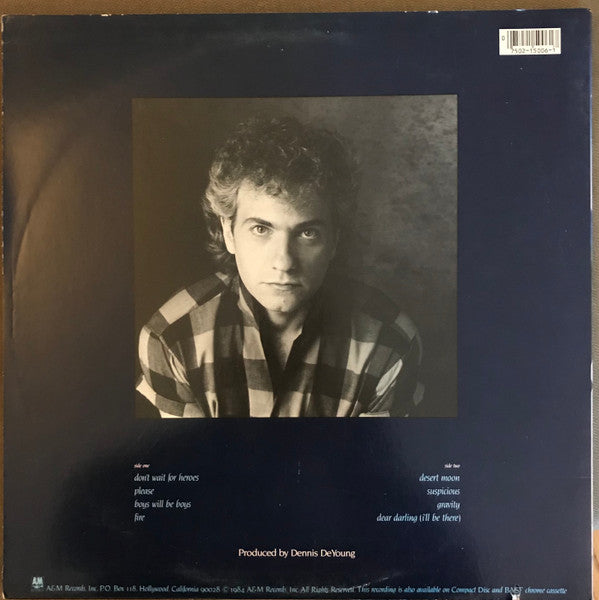 0 7502-15006-1
side one
don't wait for heroes
please
boys will be boys
fire
side two
desert moon
suspicious
gravity
dear darling (i'll be there)
Produced by Dennis DeYoung
A&M A&M Records, Inc. P.O. Box 118, Hollywood, California 90028 © 1984 A&M Records, Inc. All Rights Reserved. This recording is also available on Compact Disc and BASF chrome cassette